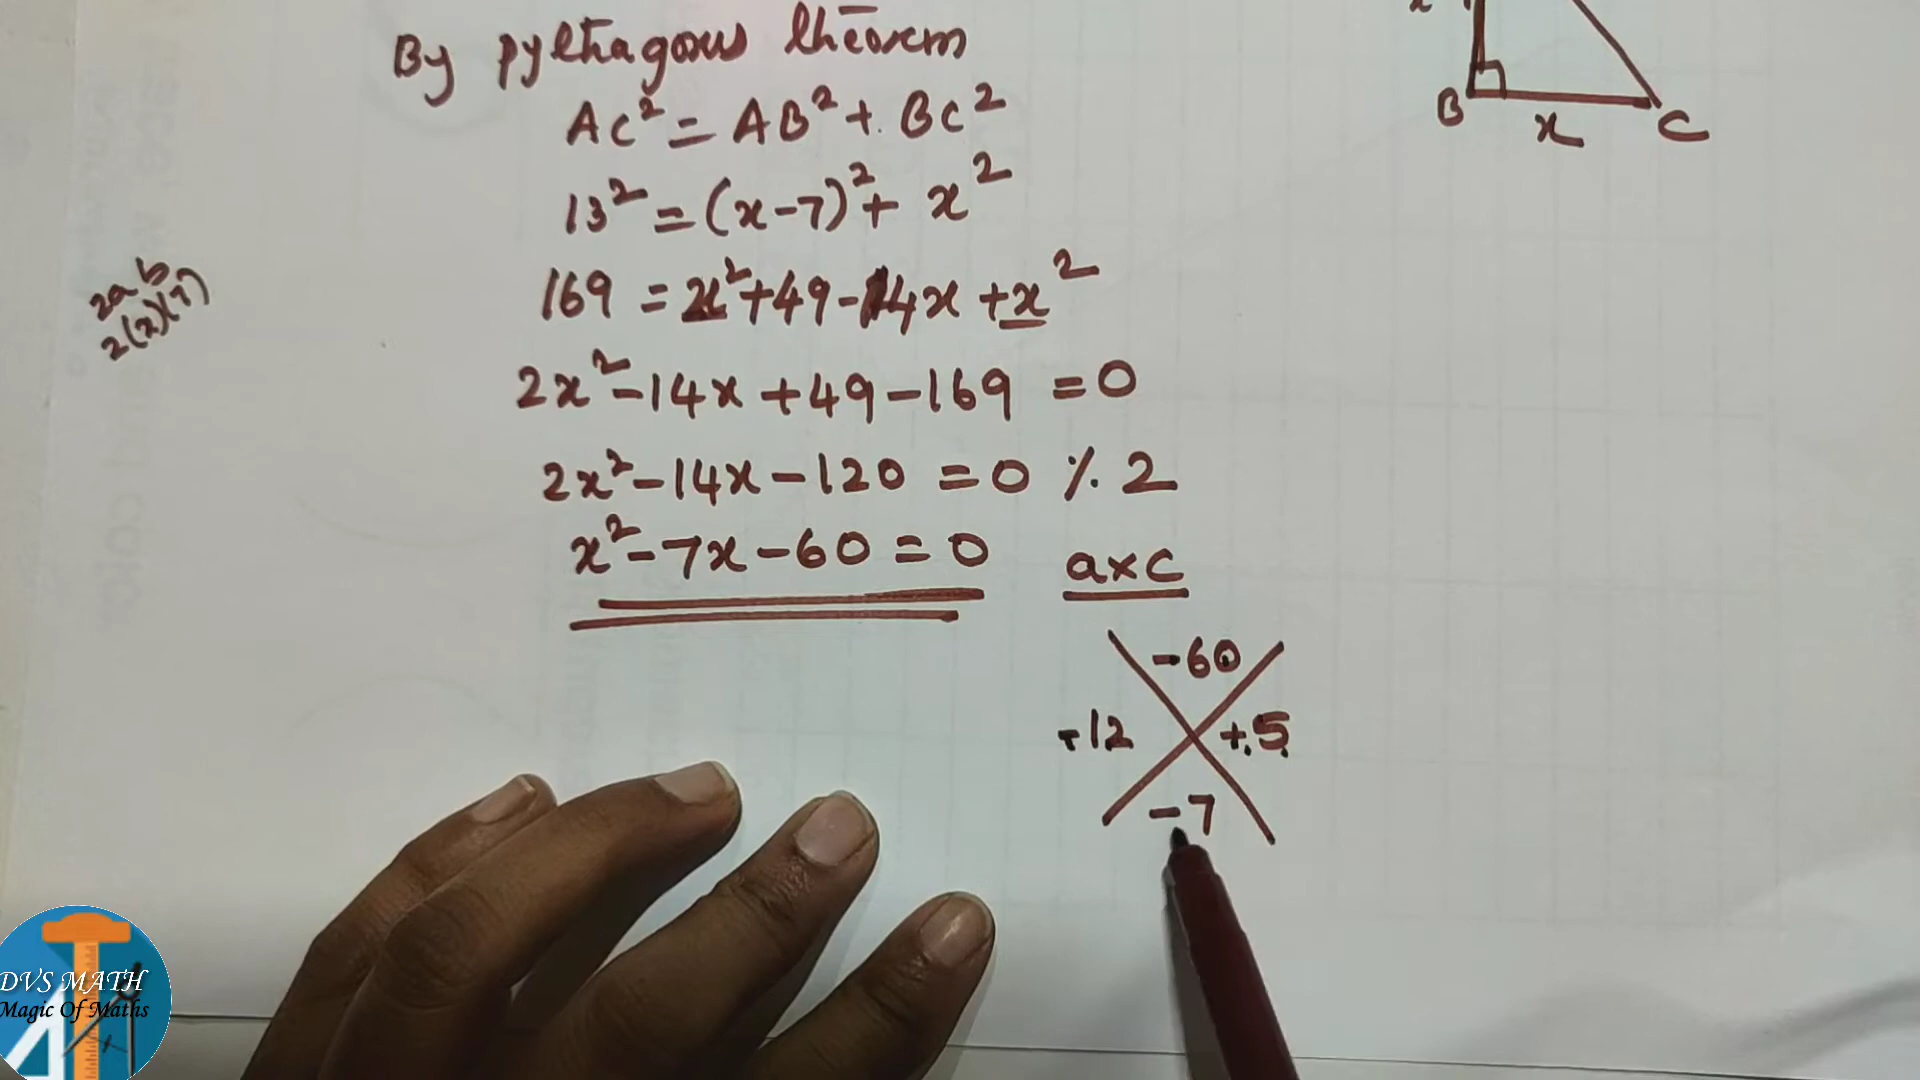 By pythagorus theorem
AC² = AB² + BC²
13² = (x-7)² + x²
169 = x² + 49 - 14x + x²
2x² - 14x + 49 - 169 = 0
2x² - 14x - 120 = 0 ٪ 2
x² - 7x - 60 = 0
2ab
2(x)(7)
B
x
C
axc
-60
-12
+5
-7
DVS MATH
Magic Of Maths